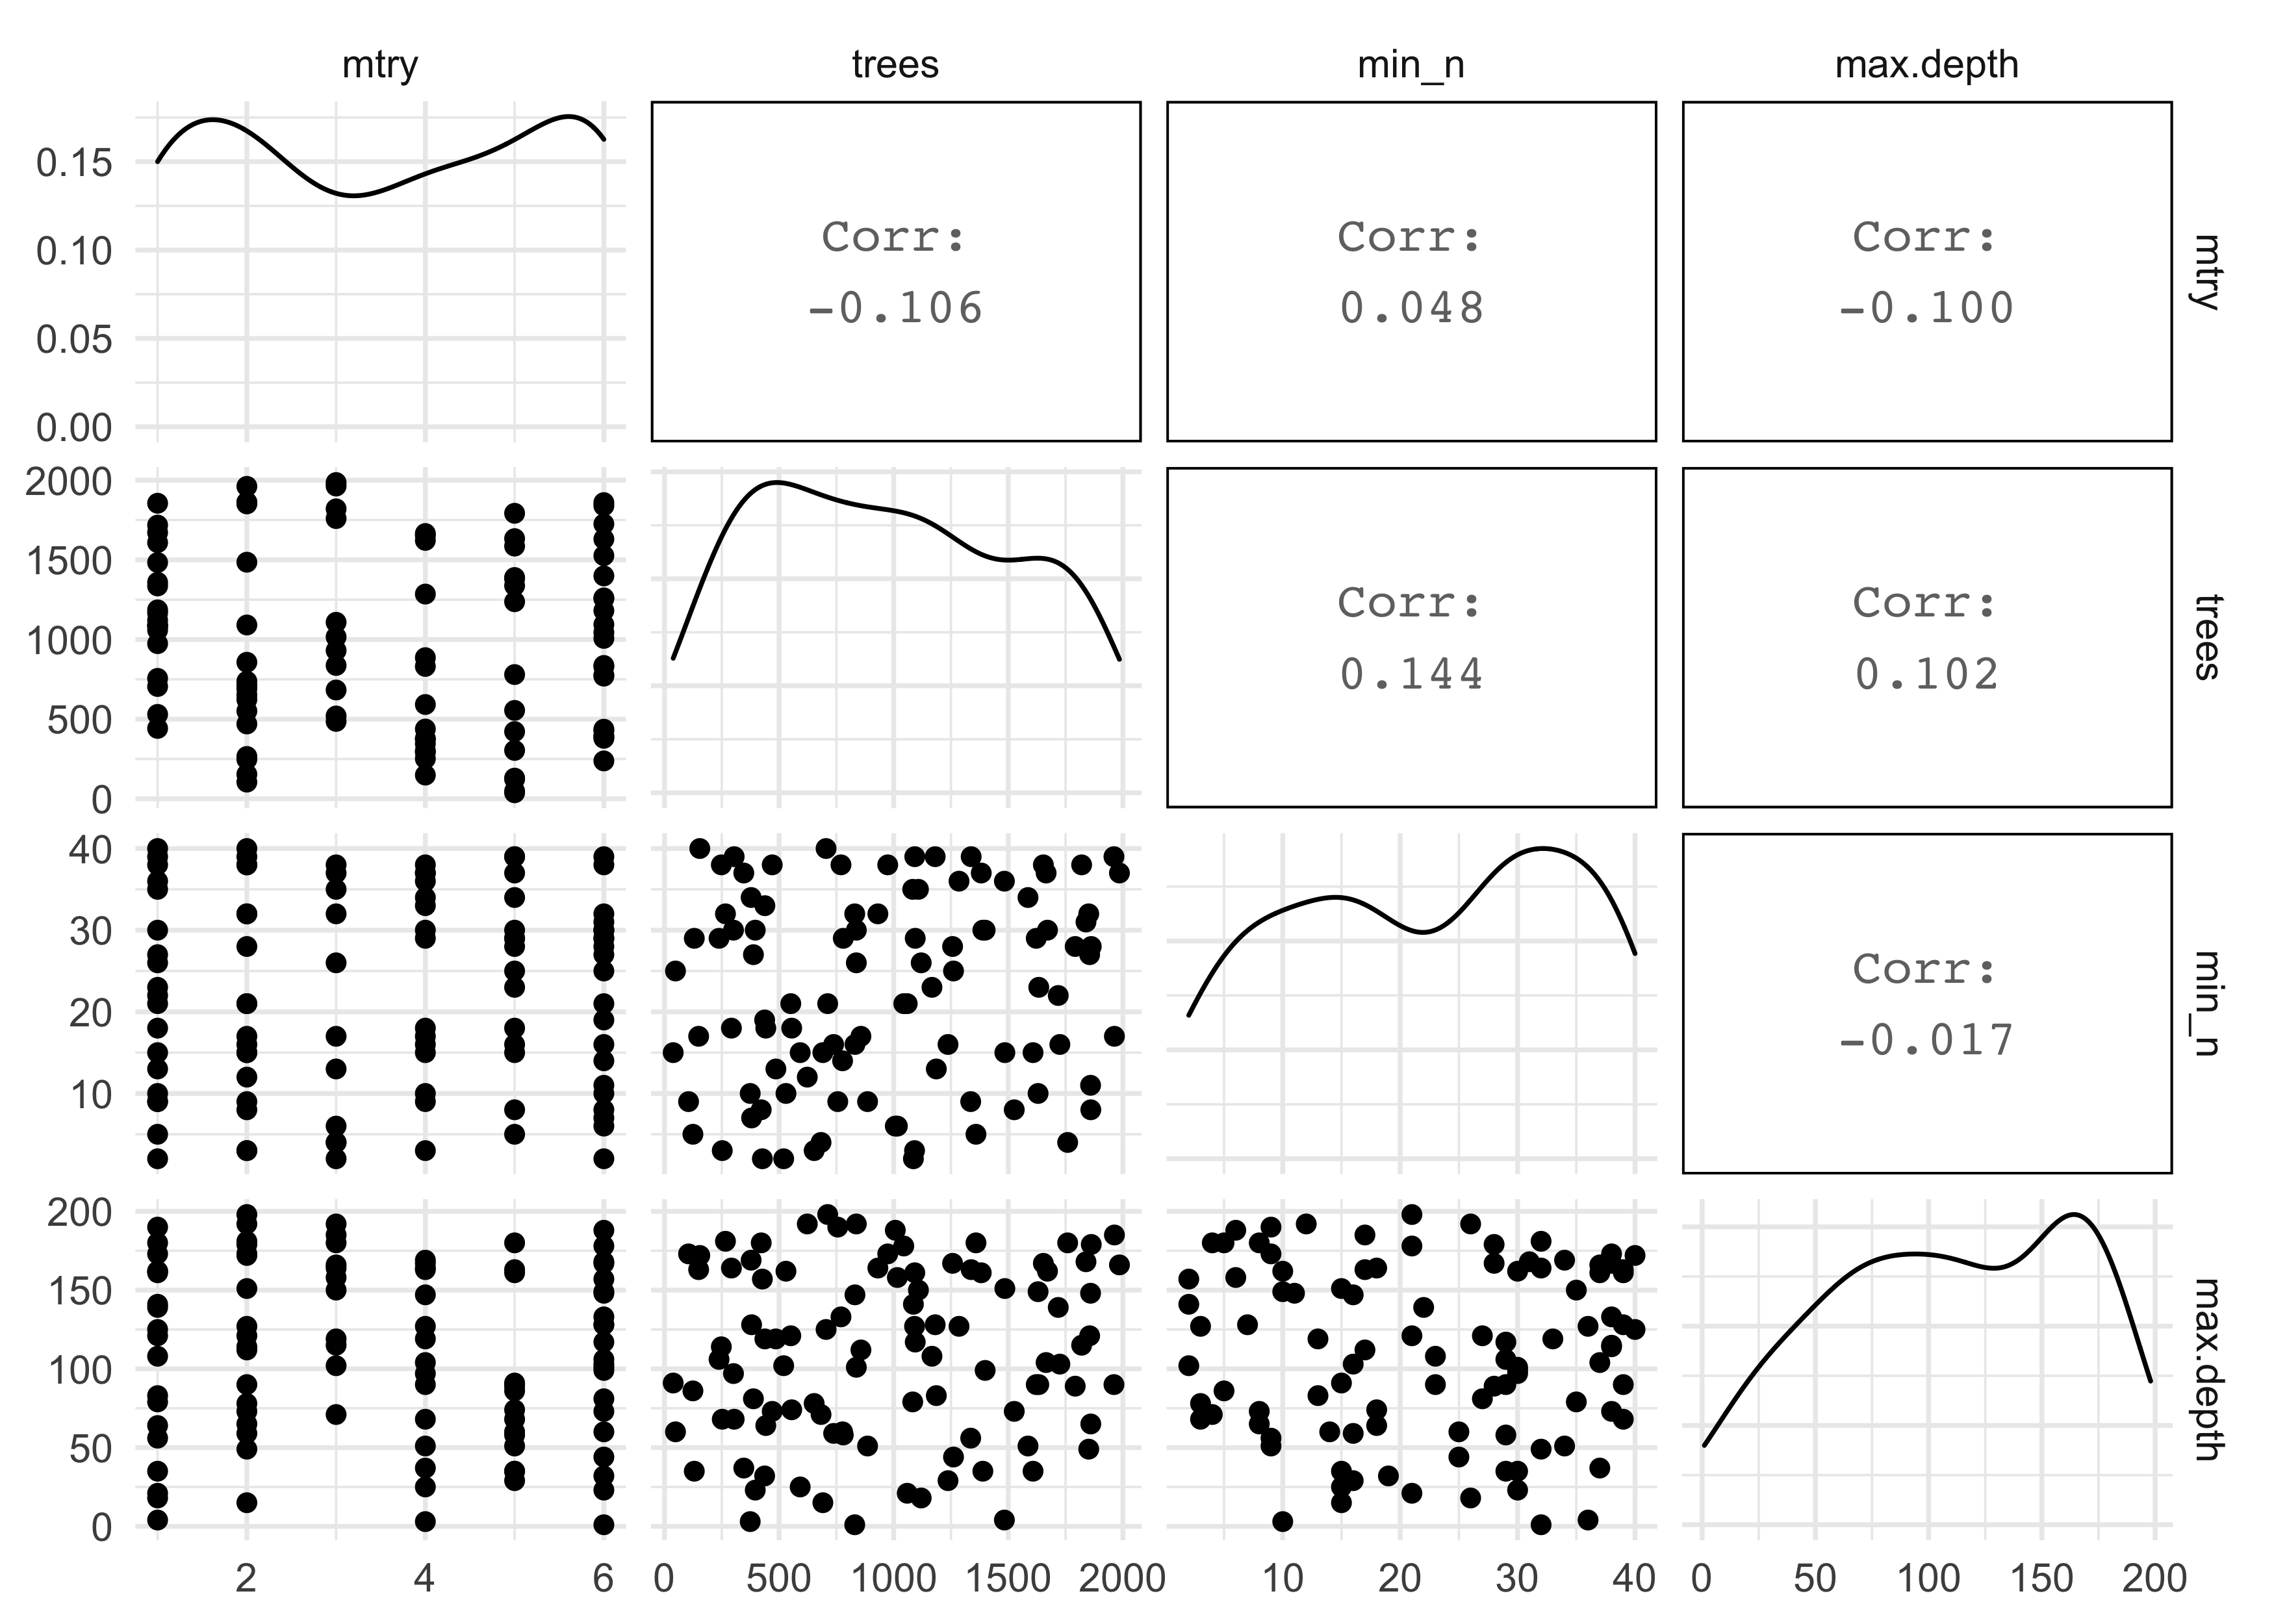 mtry
trees
min_n
max.depth
0.15
0.10
0.05
0.00
Corr:
-0.106
Corr:
0.048
Corr:
-0.100
mtry
2000
1500
1000
500
0
Corr:
0.144
Corr:
0.102
trees
40
30
20
10
Corr:
-0.017
min_n
200
150
100
50
0
max.depth
2 4 6
0 500 1000 1500 2000
10 20 30 40
0 50 100 150 200